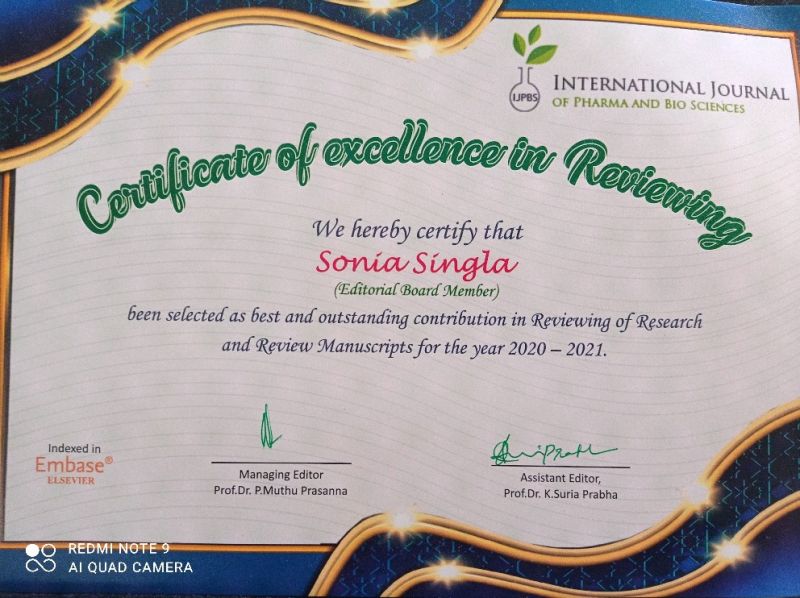 IJPBS
INTERNATIONAL JOURNAL
OF PHARMA AND BIO SCIENCES
Certificate of excellence in Reviewing
We hereby certify that
Sonia Singla
(Editorial Board Member)
been selected as best and outstanding contribution in Reviewing of Research
and Review Manuscripts for the year 2020 – 2021.
Indexed in
Embase®
ELSEVIER
Managing Editor
Prof.Dr. P.Muthu Prasanna
Assistant Editor,
Prof.Dr. K.Suria Prabha
REDMI NOTE 9
AI QUAD CAMERA